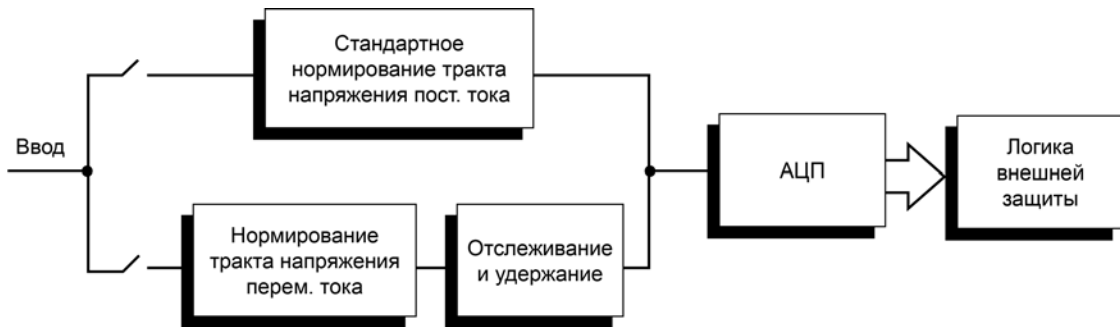 Стандартное
нормирование тракта
напряжения пост. тока
Ввод
АЦП
Логика
внешней
защиты
Нормирование
тракта напряжения
перем. тока
Отслеживание
и удержание